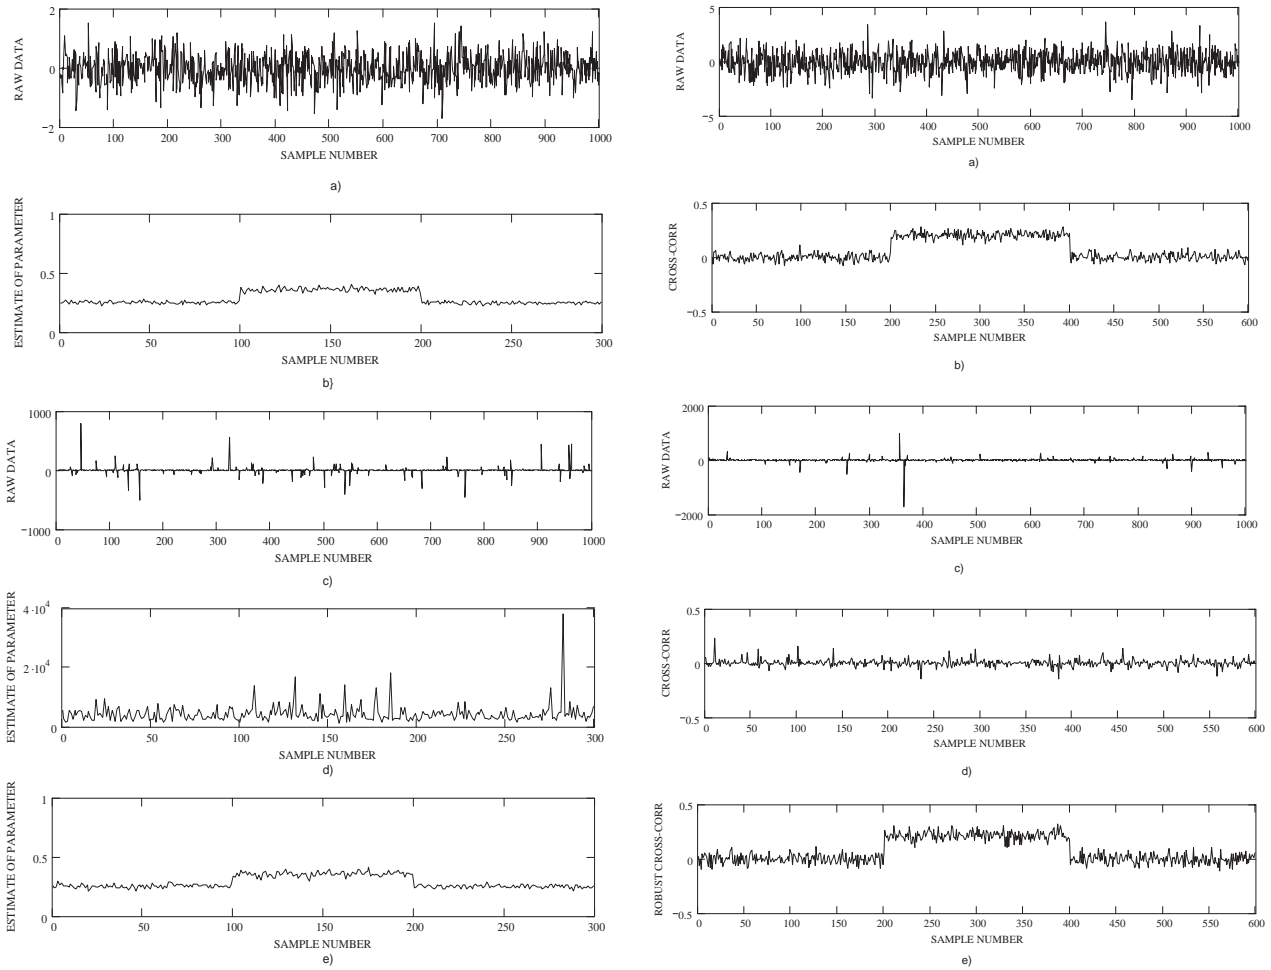 RAW DATA
2
0
−2
0 100 200 300 400 500 600 700 800 900 1000
SAMPLE NUMBER
a)
ESTIMATE OF PARAMETER
1
0.5
0
0 50 100 150 200 250 300
SAMPLE NUMBER
b}
RAW DATA
1000
0
−1000
0 100 200 300 400 500 600 700 800 900 1000
SAMPLE NUMBER
c)
ESTIMATE OF PARAMETER
4·10⁴
2·10⁴
0
0 50 100 150 200 250 300
SAMPLE NUMBER
d)
ESTIMATE OF PARAMETER
1
0.5
0
0 50 100 150 200 250 300
SAMPLE NUMBER
e)
RAW DATA
5
0
−5
0 100 200 300 400 500 600 700 800 900 1000
SAMPLE NUMBER
a)
CROSS-CORR
0.5
0
−0.5
0 50 100 150 200 250 300 350 400 450 500 550 600
SAMPLE NUMBER
b)
RAW DATA
2000
0
−2000
0 100 200 300 400 500 600 700 800 900 1000
SAMPLE NUMBER
c)
CROSS-CORR
0.5
0
−0.5
0 50 100 150 200 250 300 350 400 450 500 550 600
SAMPLE NUMBER
d)
ROBUST CROSS-CORR
0.5
0
−0.5
0 50 100 150 200 250 300 350 400 450 500 550 600
SAMPLE NUMBER
e)